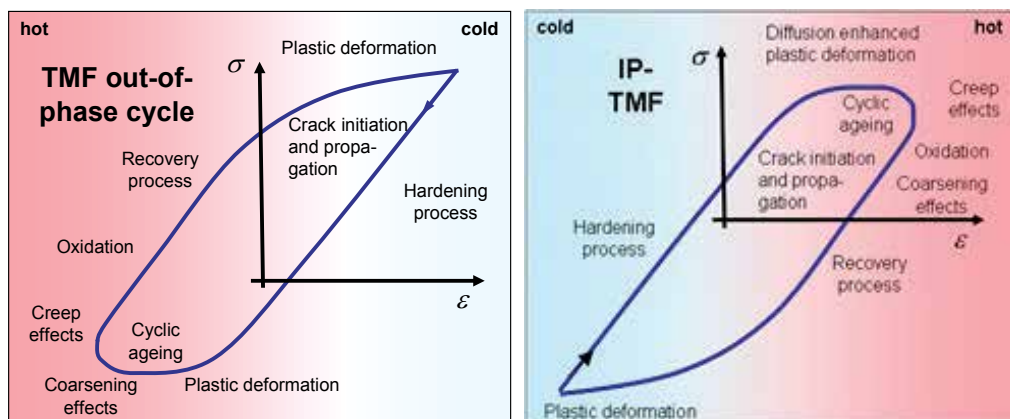 hot
cold
TMF out-of-
phase cycle
σ
Plastic deformation
Crack initiation
and propa-
gation
Recovery
process
Hardening
process
Oxidation
ε
Creep
effects
Cyclic
ageing
Coarsening
effects
Plastic deformation
cold
hot
IP-
TMF
σ
Diffusion enhanced
plastic deformation
Creep
effects
Cyclic
ageing
Oxidation
Crack initiation
and propa-
gation
Coarsening
effects
Hardening
process
ε
Recovery
process
Plastic deformation